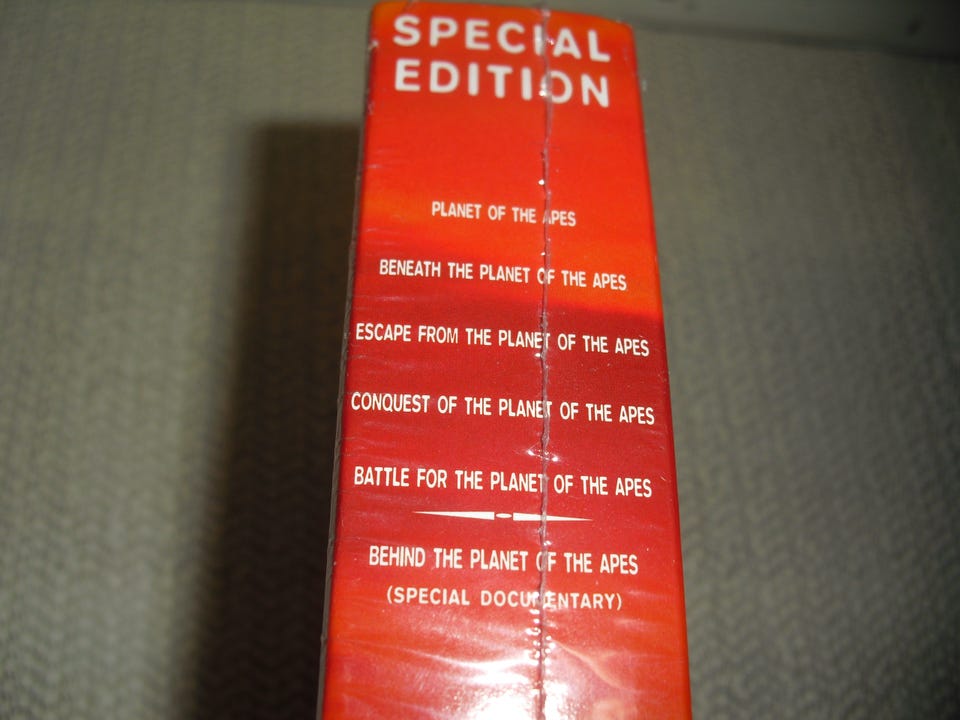 SPECIAL
EDITION
PLANET OF THE APES
BENEATH THE PLANET OF THE APES
ESCAPE FROM THE PLANET OF THE APES
CONQUEST OF THE PLANET OF THE APES
BATTLE FOR THE PLANET OF THE APES
BEHIND THE PLANET OF THE APES
(SPECIAL DOCUMENTARY)